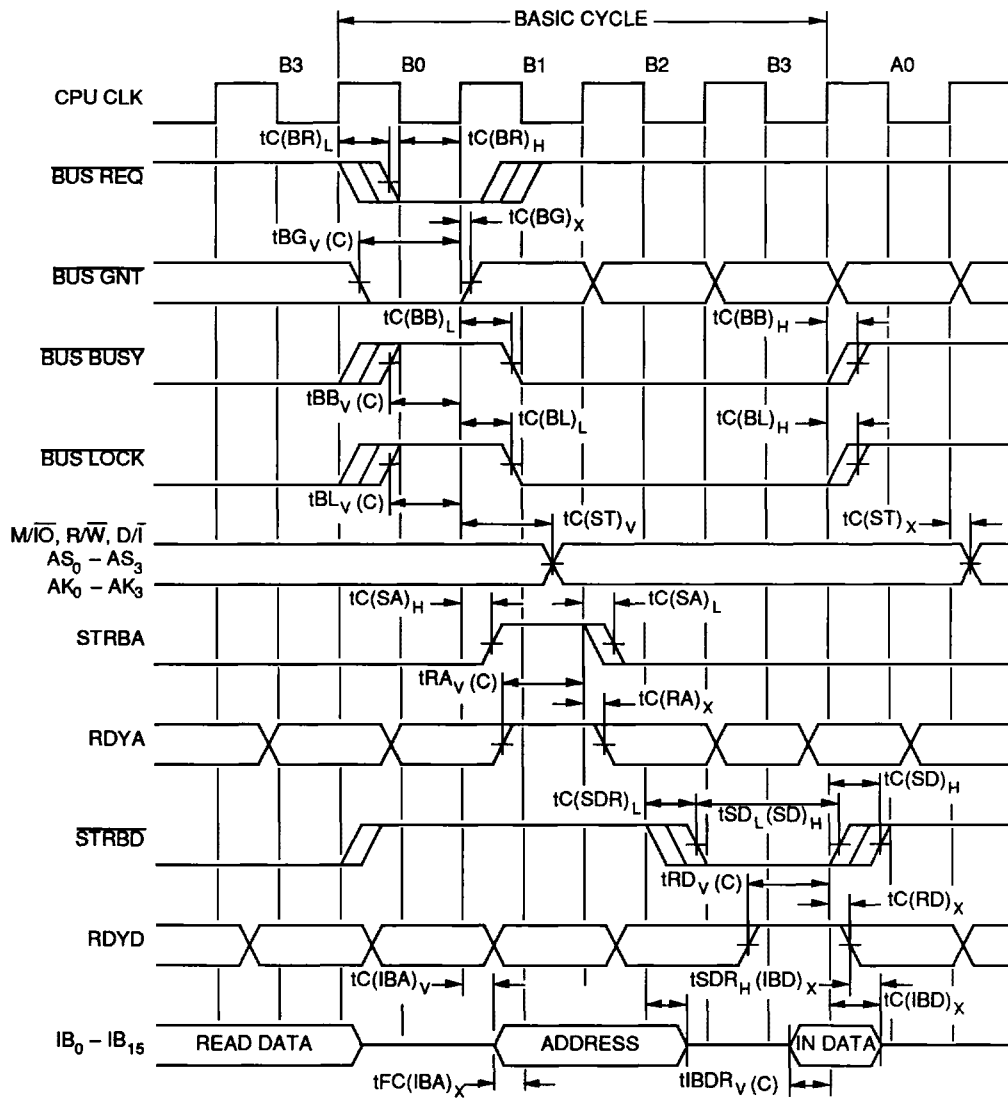 BASIC CYCLE
B3 B0 B1 B2 B3 A0
CPU CLK
tC(BR)L tC(BR)H
BUS REQ
tC(BG)X
tBGV (C)
BUS GNT
tC(BB)L tC(BB)H
BUS BUSY
tBBV (C)
tC(BL)L tC(BL)H
BUS LOCK
tBLV (C)
M/IO, R/W, D/I tC(ST)V tC(ST)X
AS0 – AS3
AK0 – AK3
tC(SA)H tC(SA)L
STRBA
tRAV (C)
tC(RA)X
RDYA
tC(SD)H
tC(SDR)L tSDL(SD)H
STRBD
tRDV (C)
tC(RD)X
RDYD
tC(IBA)V tSDRH(IBD)X
tC(IBD)X
IB0 – IB15 READ DATA ADDRESS IN DATA
tFC(IBA)X tIBDRV(C)